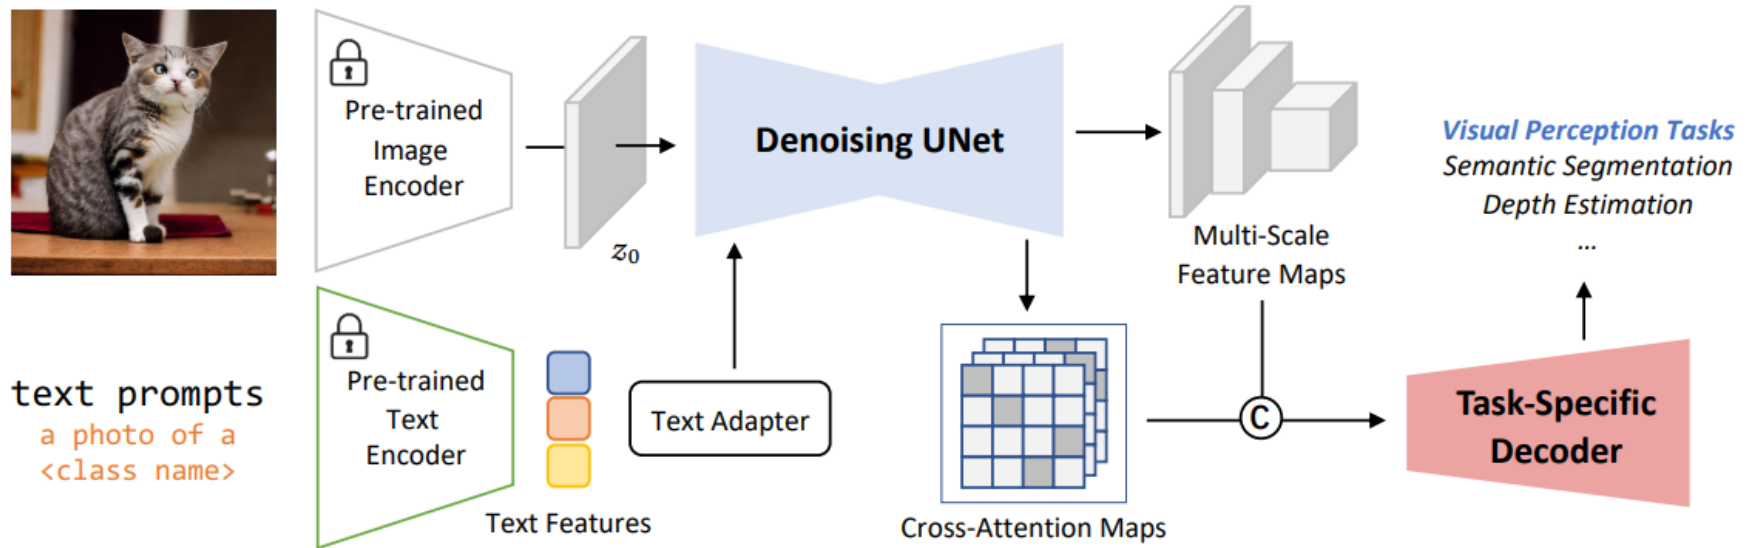 Pre-trained
Image
Encoder
z₀
Denoising UNet
Multi-Scale
Feature Maps
Visual Perception Tasks
Semantic Segmentation
Depth Estimation
...
text prompts
a photo of a
<class name>
Pre-trained
Text
Encoder
Text Features
Text Adapter
Cross-Attention Maps
C
Task-Specific
Decoder